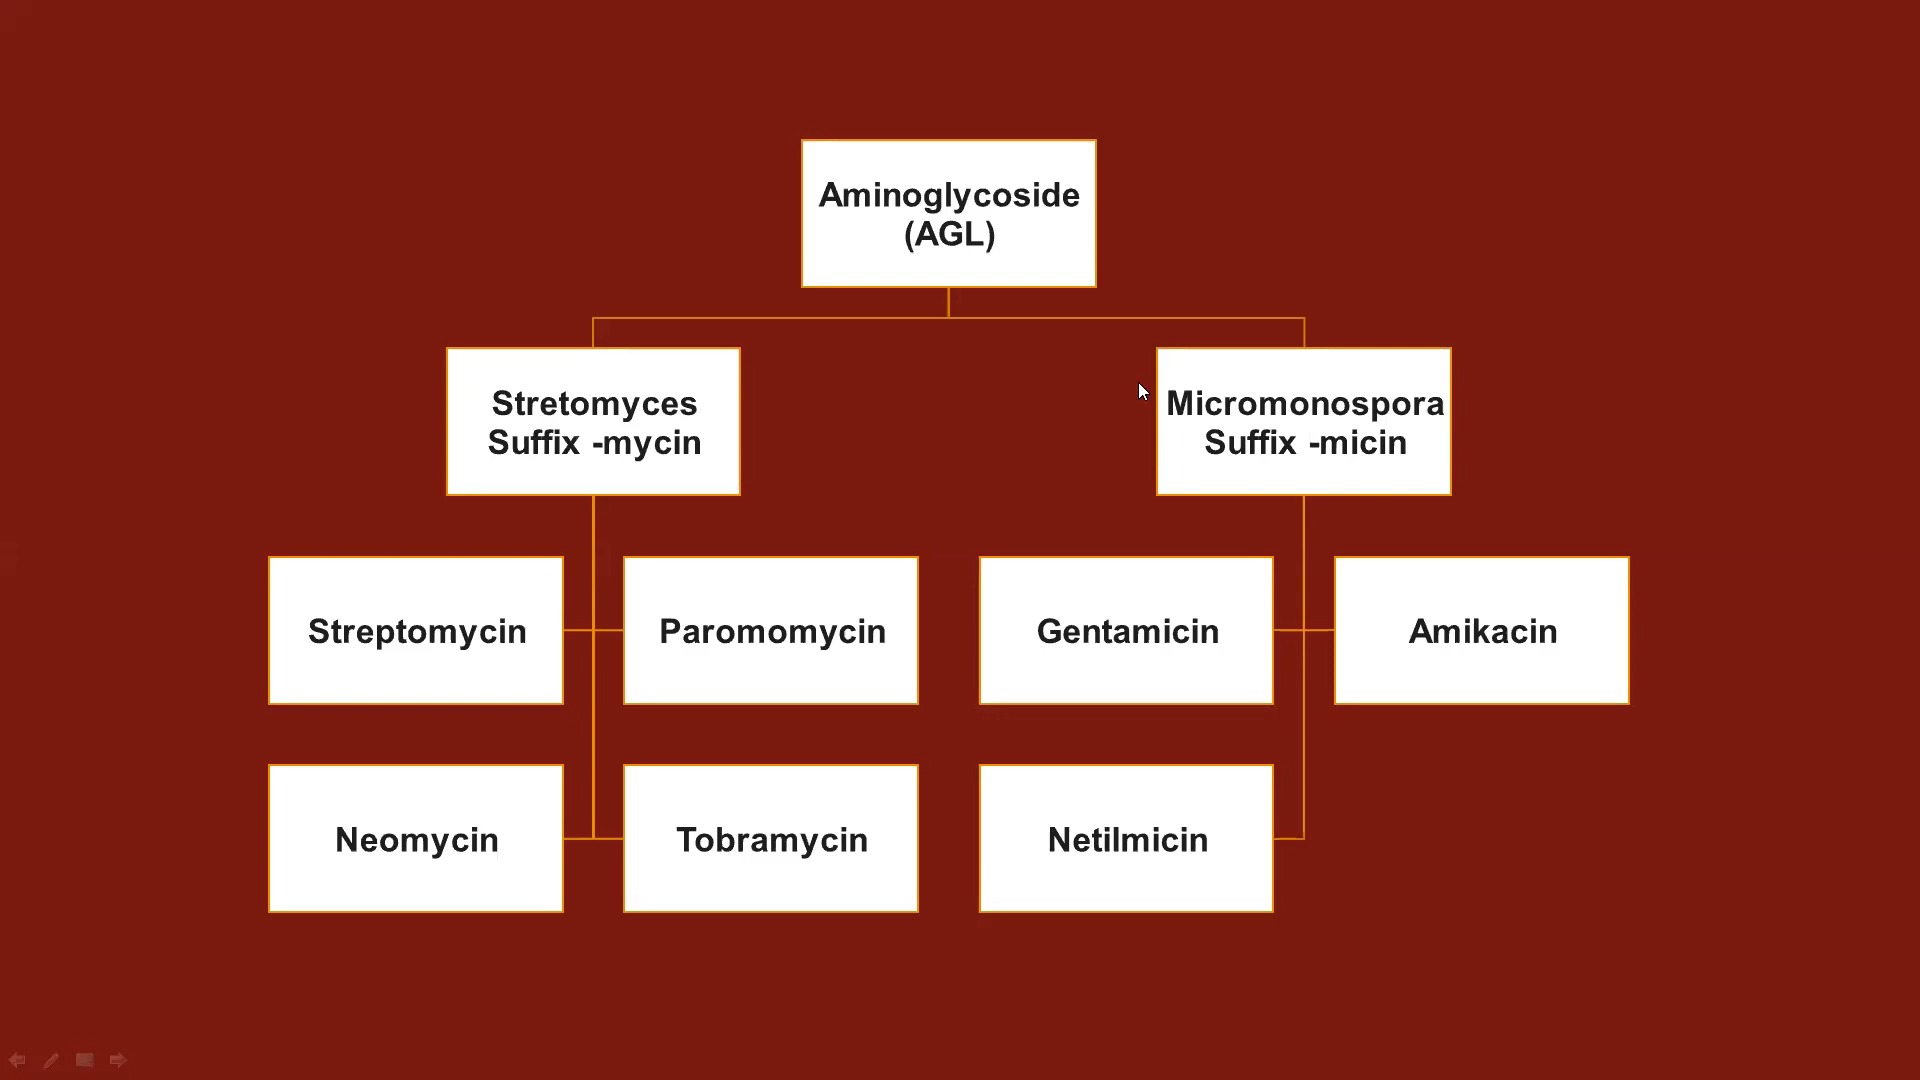 Aminoglycoside
(AGL)
Stretomyces
Suffix -mycin
Micromonospora
Suffix -micin
Streptomycin
Paromomycin
Gentamicin
Amikacin
Neomycin
Tobramycin
Netilmicin